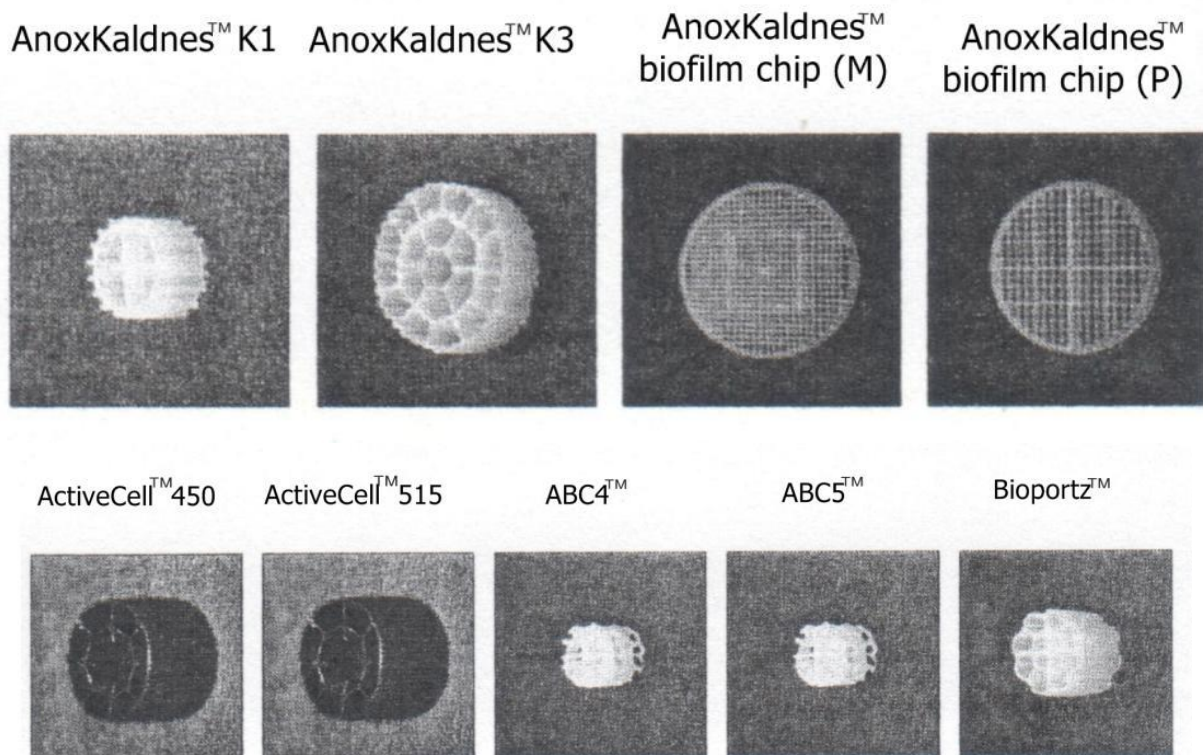 AnoxKaldnes™ K1
AnoxKaldnes™ K3
AnoxKaldnes™
biofilm chip (M)
AnoxKaldnes™
biofilm chip (P)
ActiveCell™450
ActiveCell™515
ABC4™
ABC5™
Bioportz™